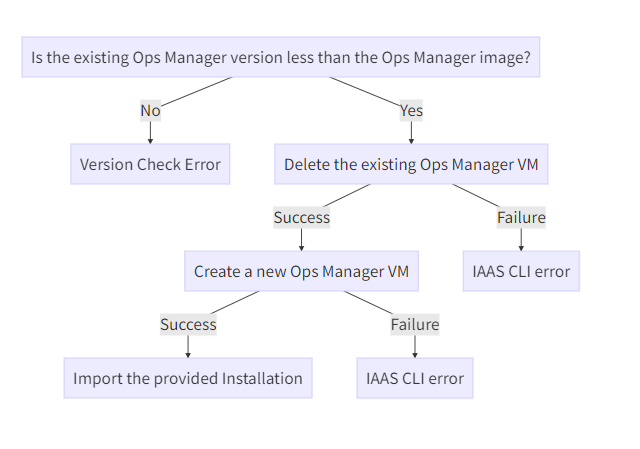 Is the existing Ops Manager version less than the Ops Manager image?
No
Yes
Version Check Error
Delete the existing Ops Manager VM
Success
Failure
Create a new Ops Manager VM
IAAS CLI error
Success
Failure
Import the provided Installation
IAAS CLI error